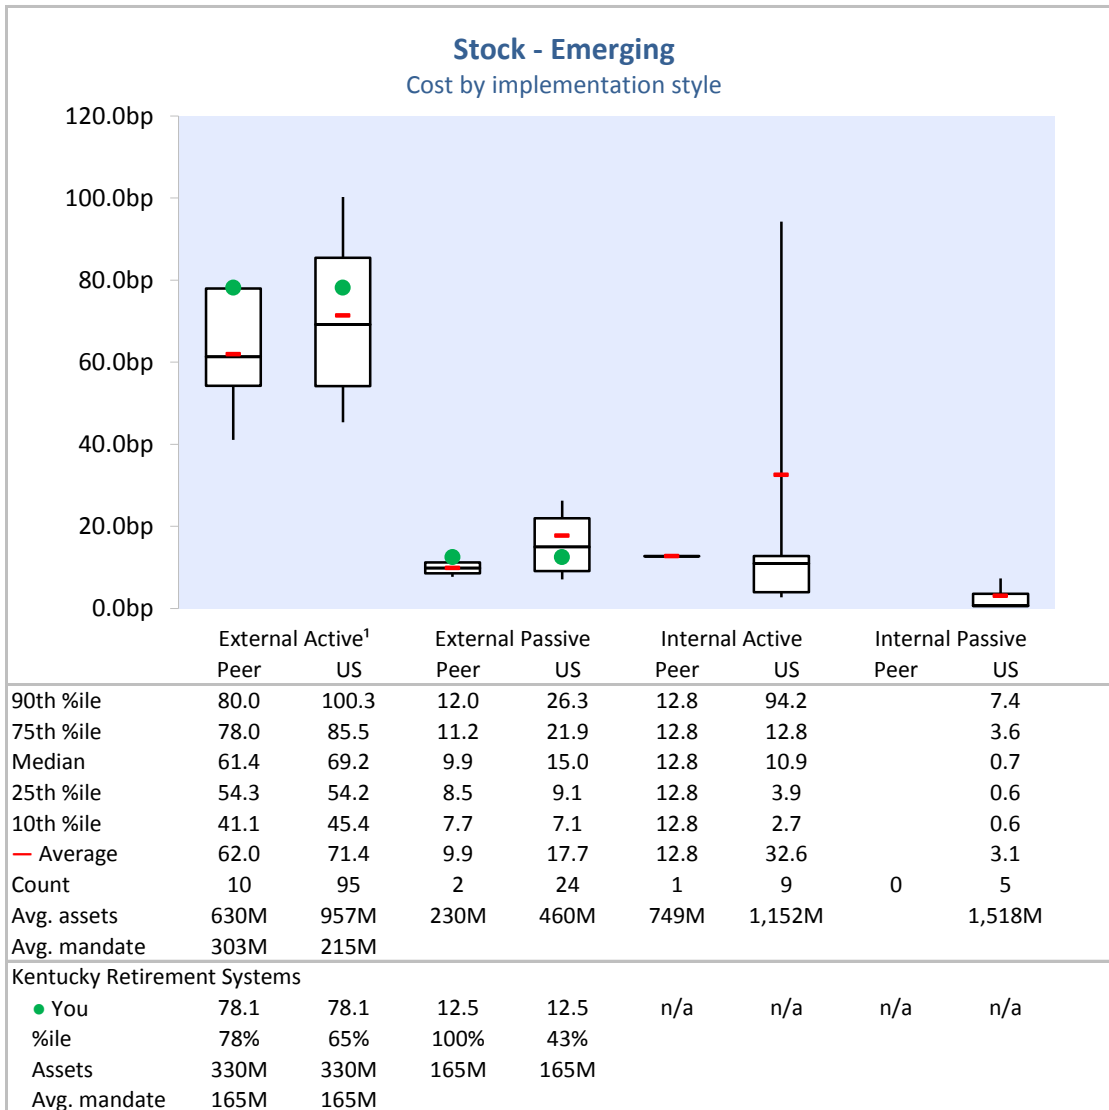 Stock - Emerging
Cost by implementation style
120.0bp
100.0bp
80.0bp
60.0bp
40.0bp
20.0bp
0.0bp
External Active¹ External Passive Internal Active Internal Passive
Peer US Peer US Peer US Peer US
90th %ile 80.0 100.3 12.0 26.3 12.8 94.2 7.4
75th %ile 78.0 85.5 11.2 21.9 12.8 12.8 3.6
Median 61.4 69.2 9.9 15.0 12.8 10.9 0.7
25th %ile 54.3 54.2 8.5 9.1 12.8 3.9 0.6
10th %ile 41.1 45.4 7.7 7.1 12.8 2.7 0.6
— Average 62.0 71.4 9.9 17.7 12.8 32.6 3.1
Count 10 95 2 24 1 9 0 5
Avg. assets 630M 957M 230M 460M 749M 1,152M 1,518M
Avg. mandate 303M 215M
Kentucky Retirement Systems
● You 78.1 78.1 12.5 12.5 n/a n/a n/a n/a
%ile 78% 65% 100% 43%
Assets 330M 330M 165M 165M
Avg. mandate 165M 165M